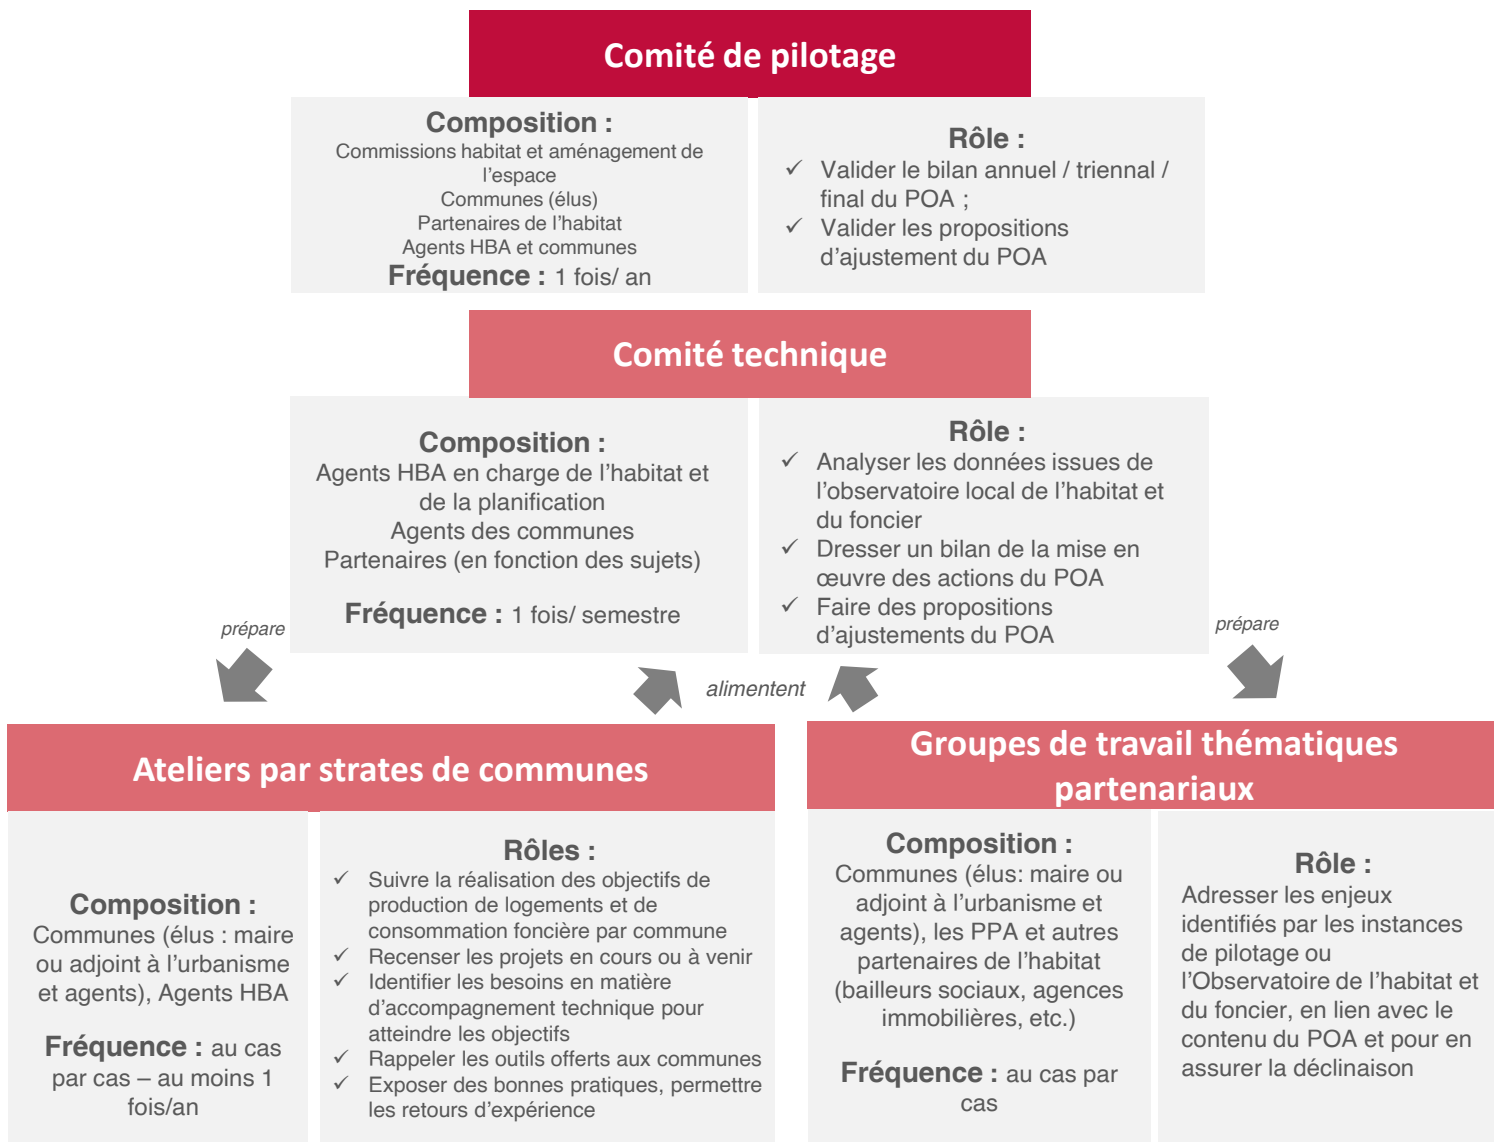 Comité de pilotage
Composition :
Commissions habitat et aménagement de
l’espace
Communes (élus)
Partenaires de l’habitat
Agents HBA et communes
Fréquence : 1 fois/ an
Rôle :
✓ Valider le bilan annuel / triennal /
final du POA ;
✓ Valider les propositions
d’ajustement du POA
Comité technique
Composition :
Agents HBA en charge de l’habitat et
de la planification
Agents des communes
Partenaires (en fonction des sujets)
Fréquence : 1 fois/ semestre
Rôle :
✓ Analyser les données issues de
l’observatoire local de l’habitat et
du foncier
✓ Dresser un bilan de la mise en
œuvre des actions du POA
✓ Faire des propositions
d’ajustements du POA
prépare
alimentent
prépare
Ateliers par strates de communes
Composition :
Communes (élus : maire
ou adjoint à l’urbanisme
et agents), Agents HBA
Fréquence : au cas
par cas – au moins 1
fois/an
Rôles :
✓ Suivre la réalisation des objectifs de
production de logements et de
consommation foncière par commune
✓ Recenser les projets en cours ou à venir
✓ Identifier les besoins en matière
d’accompagnement technique pour
atteindre les objectifs
✓ Rappeler les outils offerts aux communes
✓ Exposer des bonnes pratiques, permettre
les retours d’expérience
Groupes de travail thématiques
partenariaux
Composition :
Communes (élus: maire ou
adjoint à l’urbanisme et
agents), les PPA et autres
partenaires de l’habitat
(bailleurs sociaux, agences
immobilières, etc.)
Fréquence : au cas par
cas
Rôle :
Adresser les enjeux
identifiés par les instances
de pilotage ou
l’Observatoire de l’habitat et
du foncier, en lien avec le
contenu du POA et pour en
assurer la déclinaison